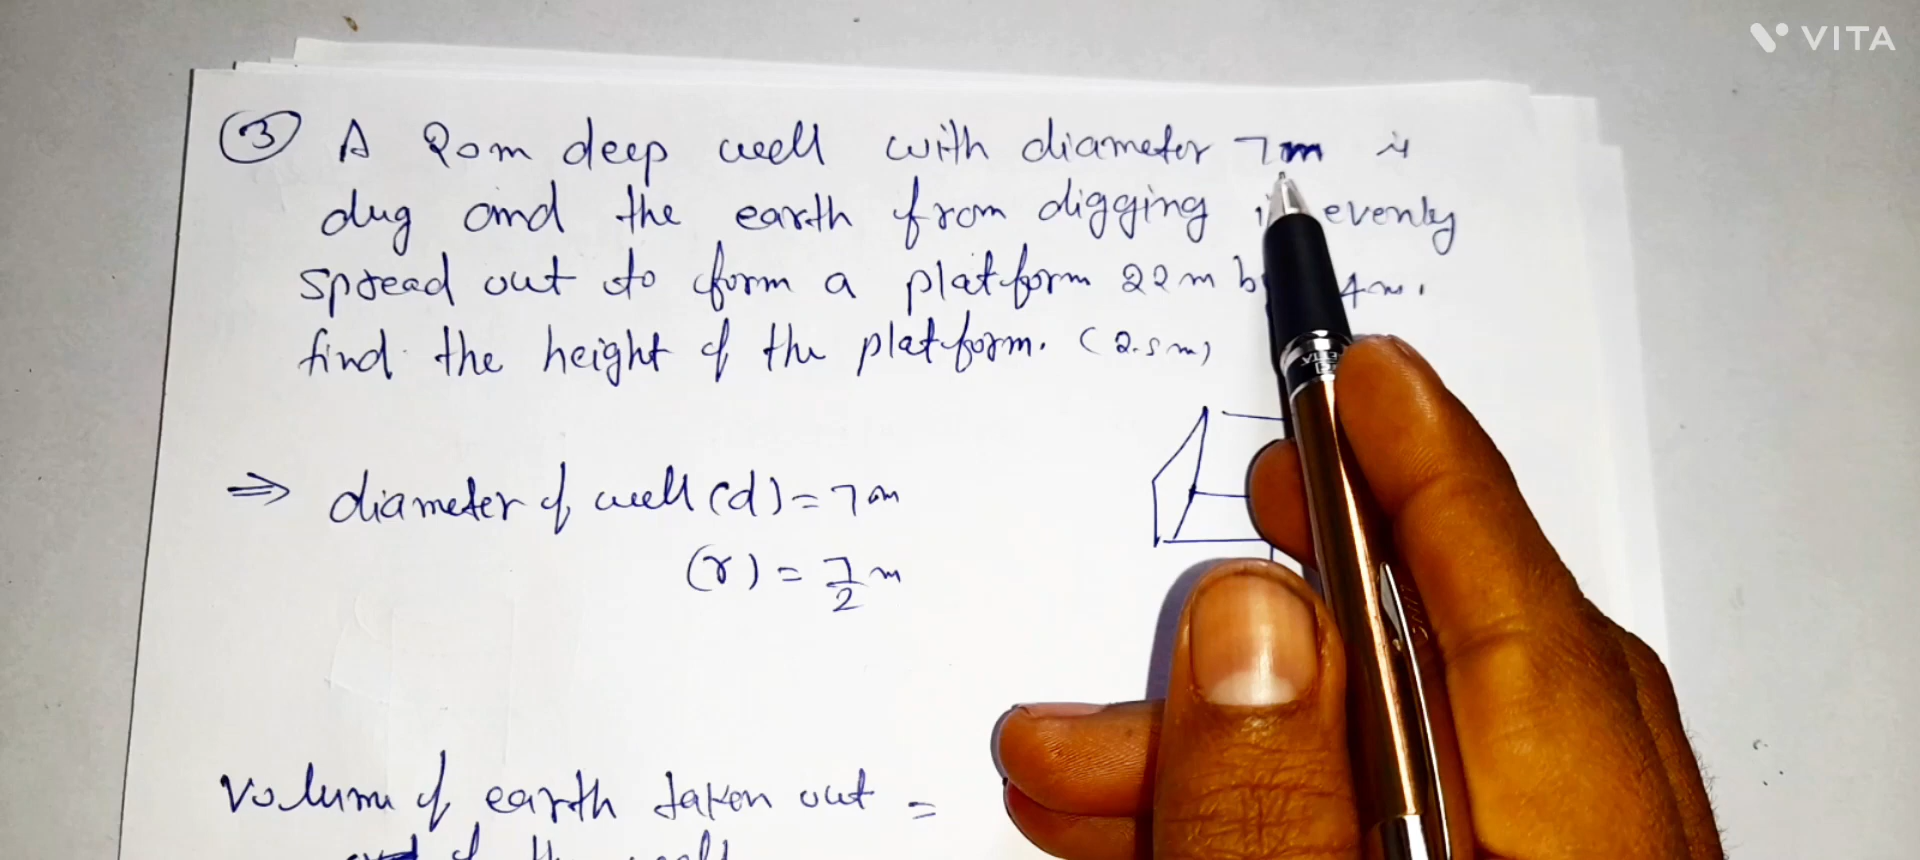 VITA
③ A 20m deep well with diameter 7m is
dug and the earth from digging evenly
spread out to form a platform 22m 4m.
find the height of the platform. (2.5m)
⇒ diameter of well (d) = 7m
(r) = 7/2 m
volume of earth taken out =